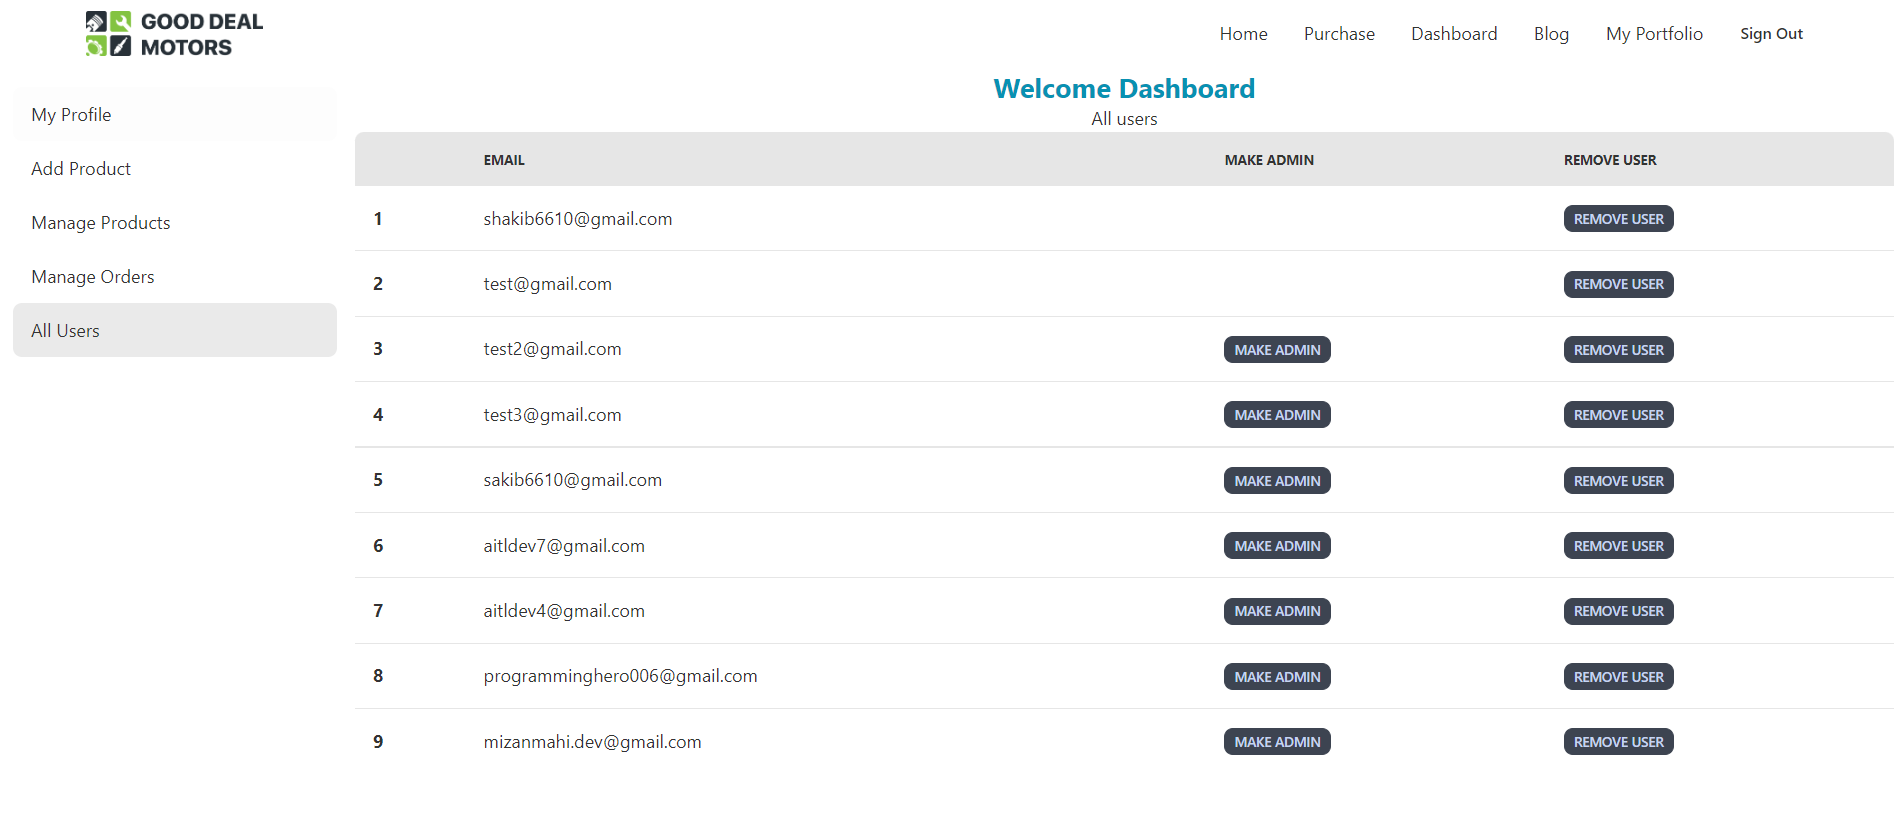 GOOD DEAL
MOTORS
Home Purchase Dashboard Blog My Portfolio Sign Out
My Profile
Add Product
Manage Products
Manage Orders
All Users
Welcome Dashboard
All users
EMAIL MAKE ADMIN REMOVE USER
1 shakib6610@gmail.com REMOVE USER
2 test@gmail.com REMOVE USER
3 test2@gmail.com MAKE ADMIN REMOVE USER
4 test3@gmail.com MAKE ADMIN REMOVE USER
5 sakib6610@gmail.com MAKE ADMIN REMOVE USER
6 aitldev7@gmail.com MAKE ADMIN REMOVE USER
7 aitldev4@gmail.com MAKE ADMIN REMOVE USER
8 programminghero006@gmail.com MAKE ADMIN REMOVE USER
9 mizanmahi.dev@gmail.com MAKE ADMIN REMOVE USER